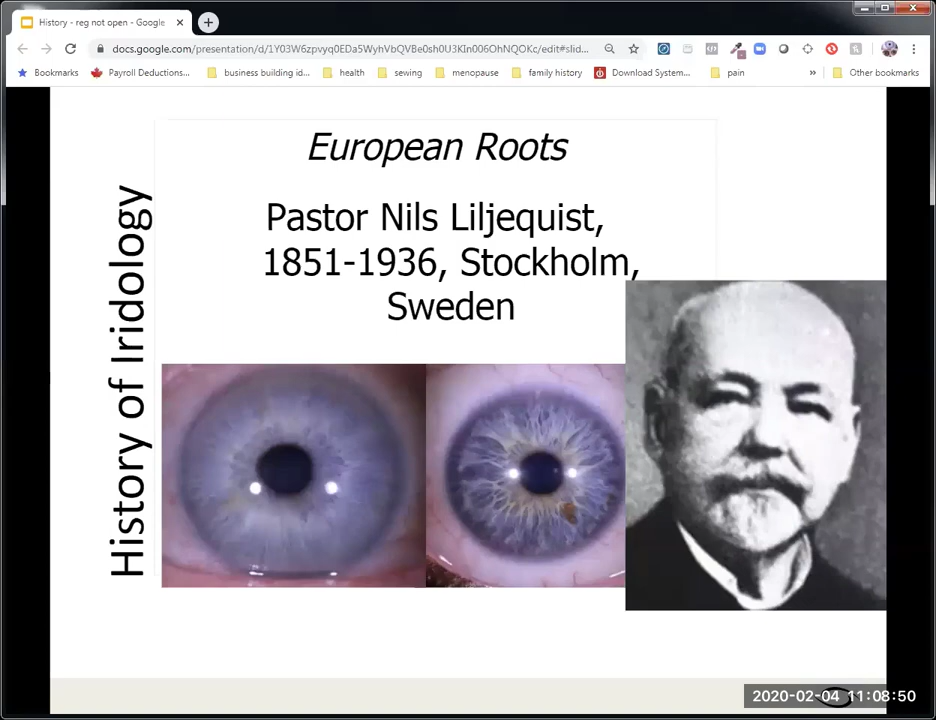 History - reg not open - Google
docs.google.com/presentation/d/1Y03W6zpvyq0EDa5WyhVbQVBe0sh0U3KIn006OhNQOKc/edit#slid...
Bookmarks
Payroll Deductions...
business building id...
health
sewing
menopause
family history
Download System...
pain
»
Other bookmarks
History of Iridology
European Roots
Pastor Nils Liljequist,
1851-1936, Stockholm,
Sweden
2020-02-04 11:08:50